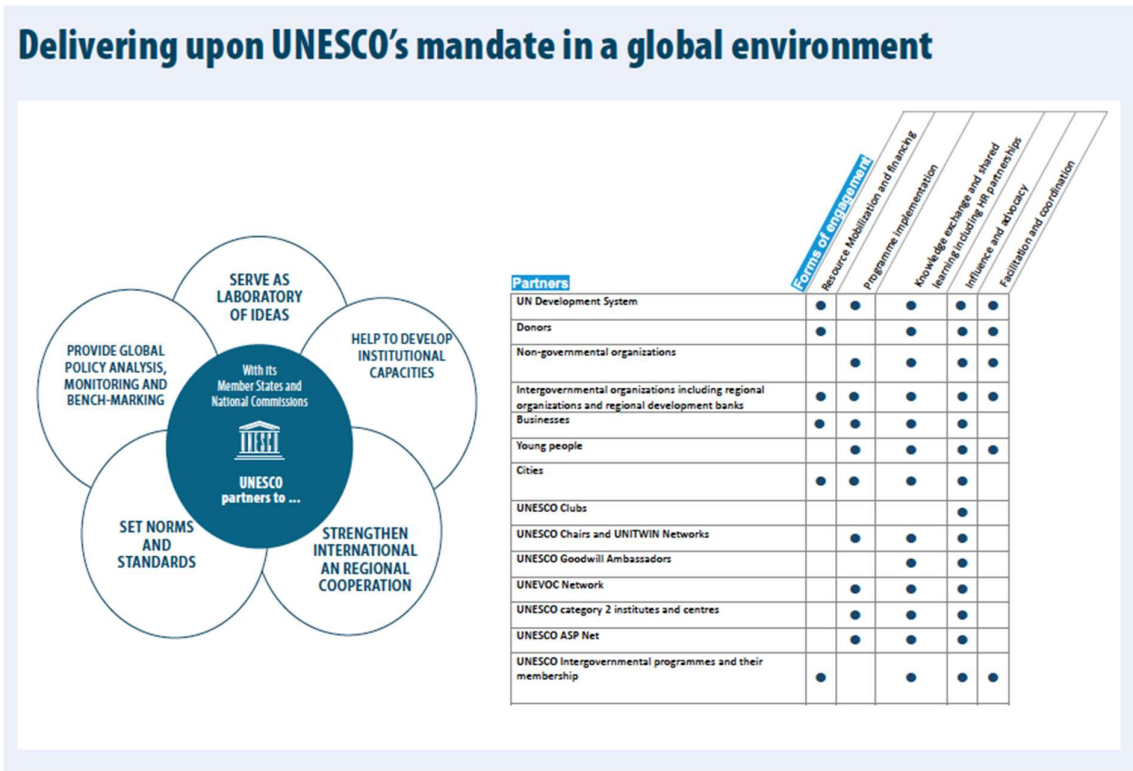 Delivering upon UNESCO's mandate in a global environment
SERVE AS
LABORATORY
OF IDEAS
HELP TO DEVELOP
INSTITUTIONAL
CAPACITIES
PROVIDE GLOBAL
POLICY ANALYSIS,
MONITORING AND
BENCH-MARKING
With its
Member States and
National Commissions
UNESCO
UNESCO
partners to ...
SET NORMS
AND
STANDARDS
STRENGTHEN
INTERNATIONAL
AN REGIONAL
COOPERATION
Forms of engagement
Resource Mobilization and financing
Programme implementation
Knowledge exchange and shared
learning including HR partnerships
Influence and advocacy
Facilitation and coordination
Partners
UN Development System
Donors
Non-governmental organizations
Intergovernmental organizations including regional
organizations and regional development banks
Businesses
Young people
Cities
UNESCO Clubs
UNESCO Chairs and UNITWIN Networks
UNESCO Goodwill Ambassadors
UNEVOC Network
UNESCO category 2 institutes and centres
UNESCO ASP Net
UNESCO Intergovernmental programmes and their
membership